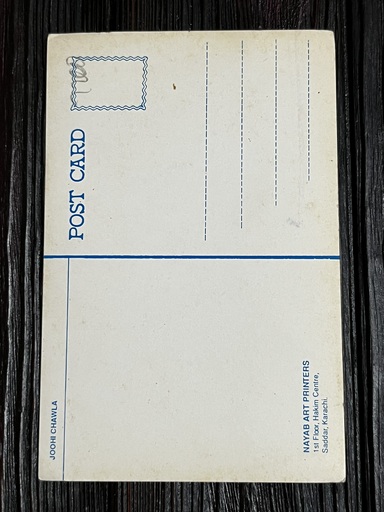 POST CARD
JOOHI CHAWLA
NAYAB ART PRINTERS
1st Floor, Hakim Centre,
Saddar, Karachi.